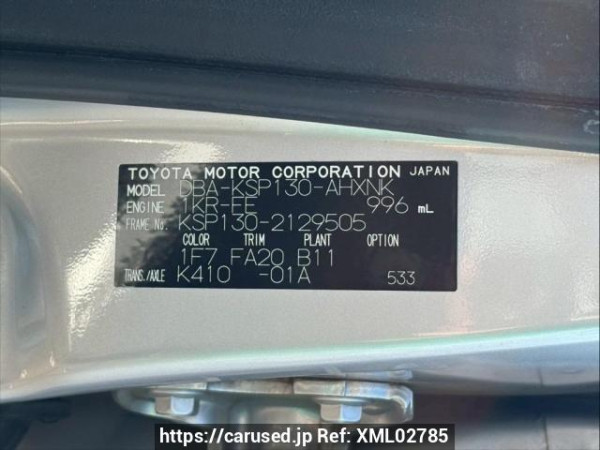 TOYOTA MOTOR CORPORATION JAPAN
MODEL DBA-KSP130-AHXNK
ENGINE 1KR-FE 996 mL
FRAME No. KSP130-2129505
COLOR TRIM PLANT OPTION
1F7 FA20 B11
TRANS./AXLE K410 -01A 533
https://carused.jp Ref: XML02785